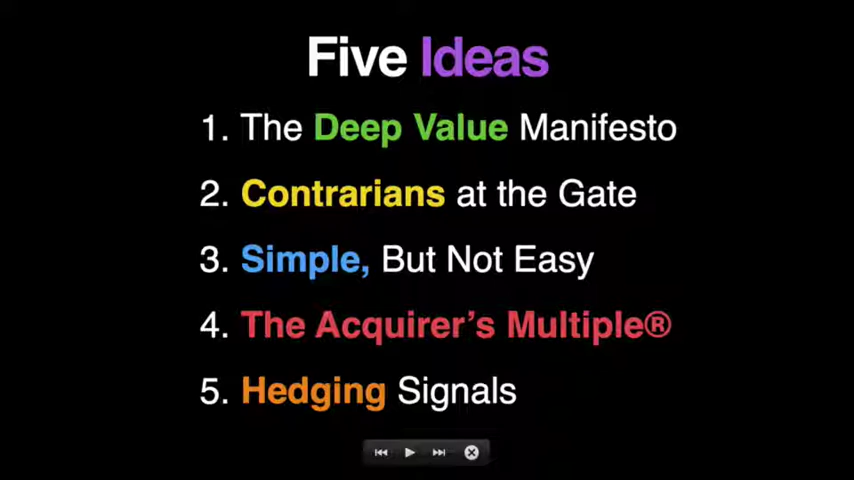 Five Ideas
1. The Deep Value Manifesto
2. Contrarians at the Gate
3. Simple, But Not Easy
4. The Acquirer's Multiple®
5. Hedging Signals